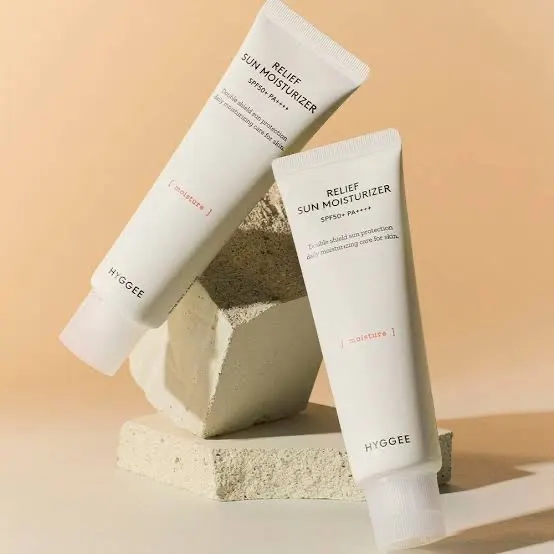 RELIEF
SUN MOISTURIZER
SPF50+ PA++++
Double shield sun protection
daily moisturizing care for skin.
[ moisture ]
HYGGEE
RELIEF
SUN MOISTURIZER
SPF50+ PA++++
Double shield sun protection
daily moisturizing care for skin.
[ moisture ]
HYGGEE